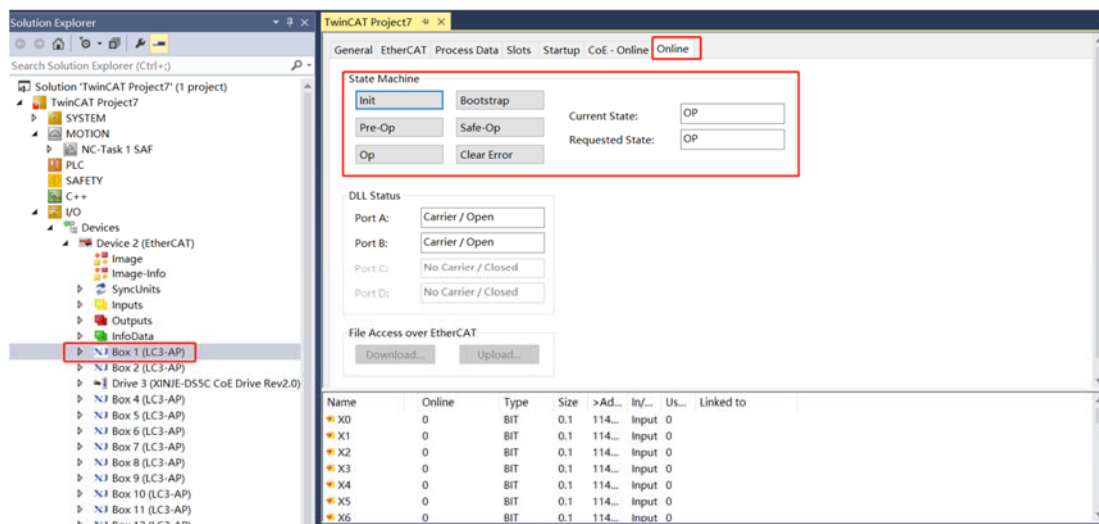 Solution Explorer
Search Solution Explorer (Ctrl+;)
Solution 'TwinCAT Project7' (1 project)
TwinCAT Project7
SYSTEM
MOTION
NC-Task 1 SAF
PLC
SAFETY
C++
I/O
Devices
Device 2 (EtherCAT)
Image
Image-Info
SyncUnits
Inputs
Outputs
InfoData
Box 1 (LC3-AP)
Box 2 (LC3-AP)
Drive 3 (XINJE-DS5C CoE Drive Rev2.0)
Box 4 (LC3-AP)
Box 5 (LC3-AP)
Box 6 (LC3-AP)
Box 7 (LC3-AP)
Box 8 (LC3-AP)
Box 9 (LC3-AP)
Box 10 (LC3-AP)
Box 11 (LC3-AP)
TwinCAT Project7
General EtherCAT Process Data Slots Startup CoE - Online Online
State Machine
Init Bootstrap
Pre-Op Safe-Op
Op Clear Error
Current State: OP
Requested State: OP
DLL Status
Port A: Carrier / Open
Port B: Carrier / Open
Port C: No Carrier / Closed
Port D: No Carrier / Closed
File Access over EtherCAT
Download... Upload...
Name Online Type Size >Ad... In/... Us... Linked to
X0 0 BIT 0.1 114... Input 0
X1 0 BIT 0.1 114... Input 0
X2 0 BIT 0.1 114... Input 0
X3 0 BIT 0.1 114... Input 0
X4 0 BIT 0.1 114... Input 0
X5 0 BIT 0.1 114... Input 0
X6 0 BIT 0.1 114... Input 0